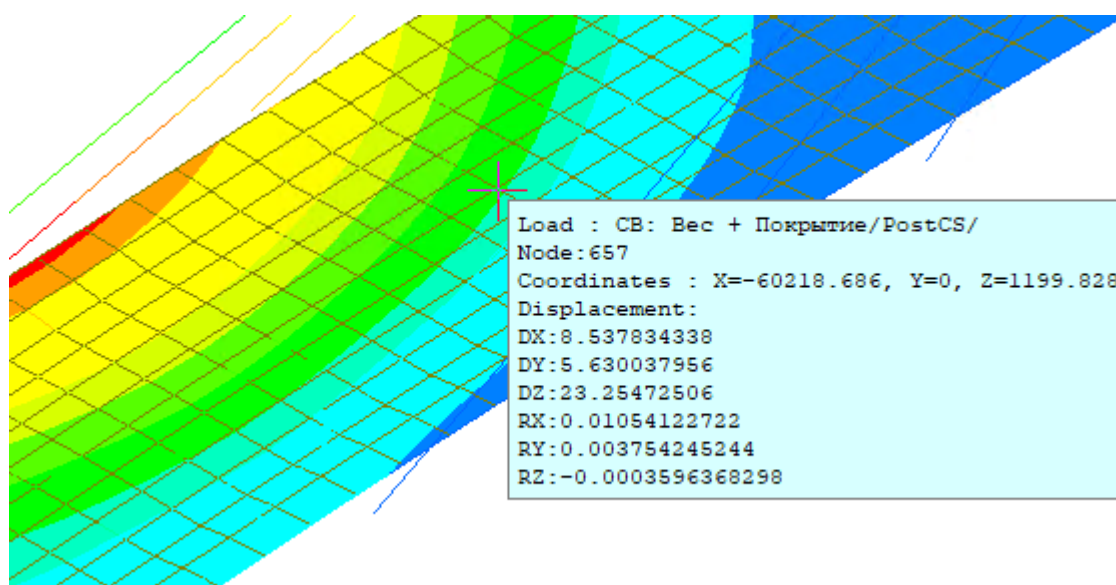 Load : CB: Вес + Покрытие/PostCS/
Node:657
Coordinates : X=-60218.686, Y=0, Z=1199.828
Displacement:
DX:8.537834338
DY:5.630037956
DZ:23.25472506
RX:0.01054122722
RY:0.003754245244
RZ:-0.0003596368298